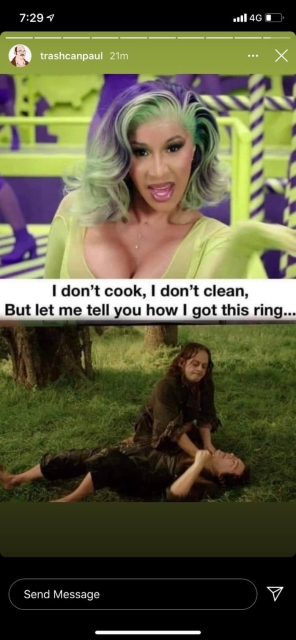 7:29
4G
trashcanpaul 21m
I don't cook, I don't clean,
But let me tell you how I got this ring...
Send Message